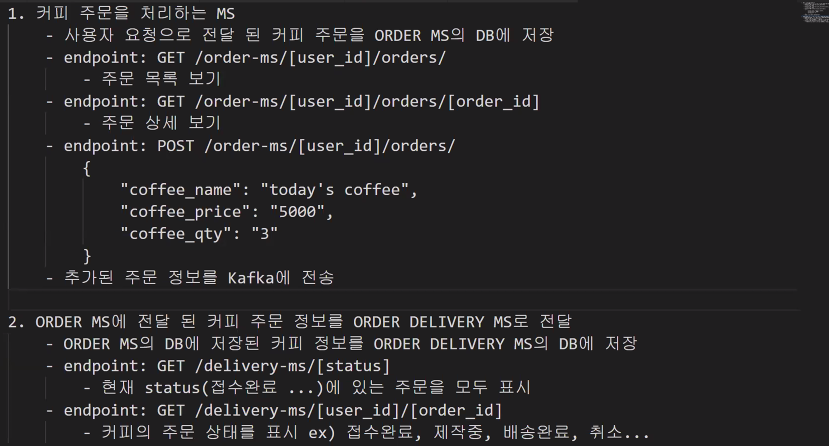 1. 커피 주문을 처리하는 MS
- 사용자 요청으로 전달 된 커피 주문을 ORDER MS의 DB에 저장
- endpoint: GET /order-ms/[user_id]/orders/
- 주문 목록 보기
- endpoint: GET /order-ms/[user_id]/orders/[order_id]
- 주문 상세 보기
- endpoint: POST /order-ms/[user_id]/orders/
{
"coffee_name": "today's coffee",
"coffee_price": "5000",
"coffee_qty": "3"
}
- 추가된 주문 정보를 Kafka에 전송
2. ORDER MS에 전달 된 커피 주문 정보를 ORDER DELIVERY MS로 전달
- ORDER MS의 DB에 저장된 커피 정보를 ORDER DELIVERY MS의 DB에 저장
- endpoint: GET /delivery-ms/[status]
- 현재 status(접수완료 ...)에 있는 주문을 모두 표시
- endpoint: GET /delivery-ms/[user_id]/[order_id]
- 커피의 주문 상태를 표시 ex) 접수완료, 제작중, 배송완료, 취소...